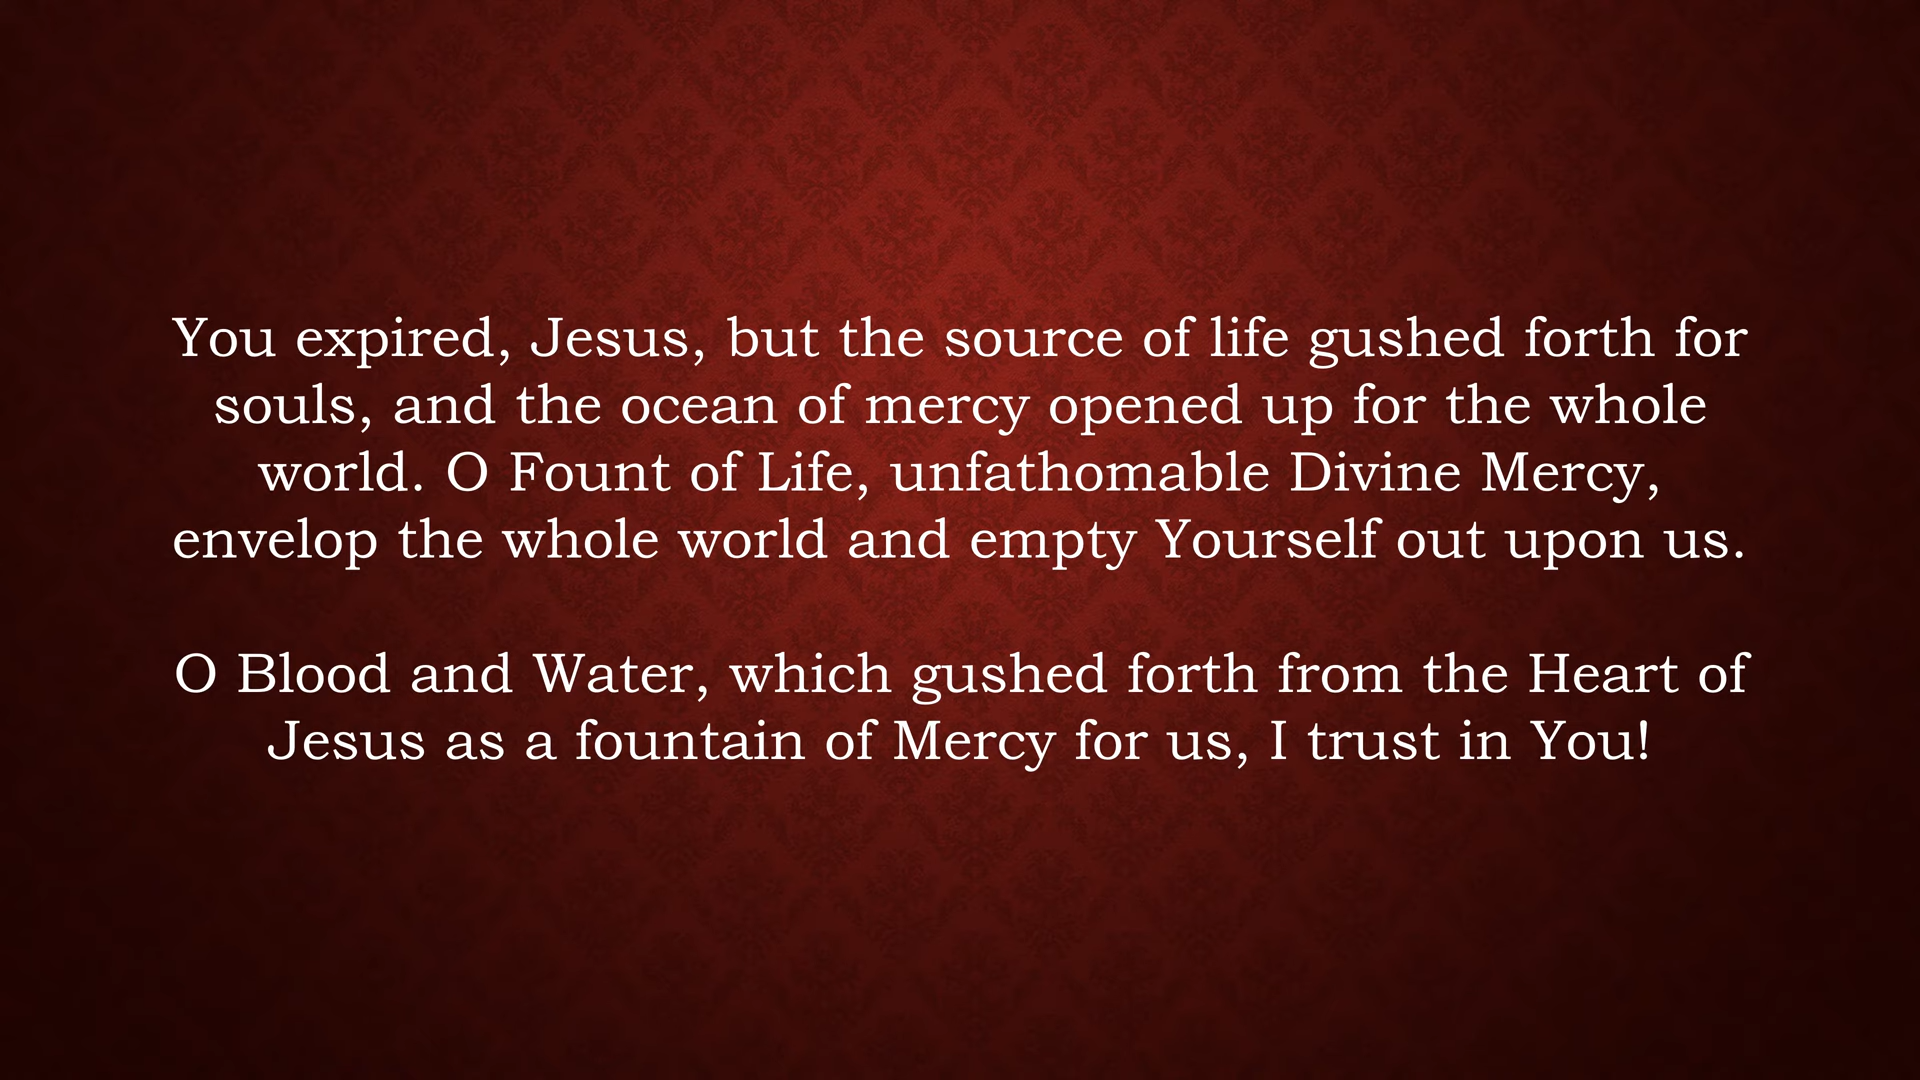 You expired, Jesus, but the source of life gushed forth for
souls, and the ocean of mercy opened up for the whole
world. O Fount of Life, unfathomable Divine Mercy,
envelop the whole world and empty Yourself out upon us.
O Blood and Water, which gushed forth from the Heart of
Jesus as a fountain of Mercy for us, I trust in You!